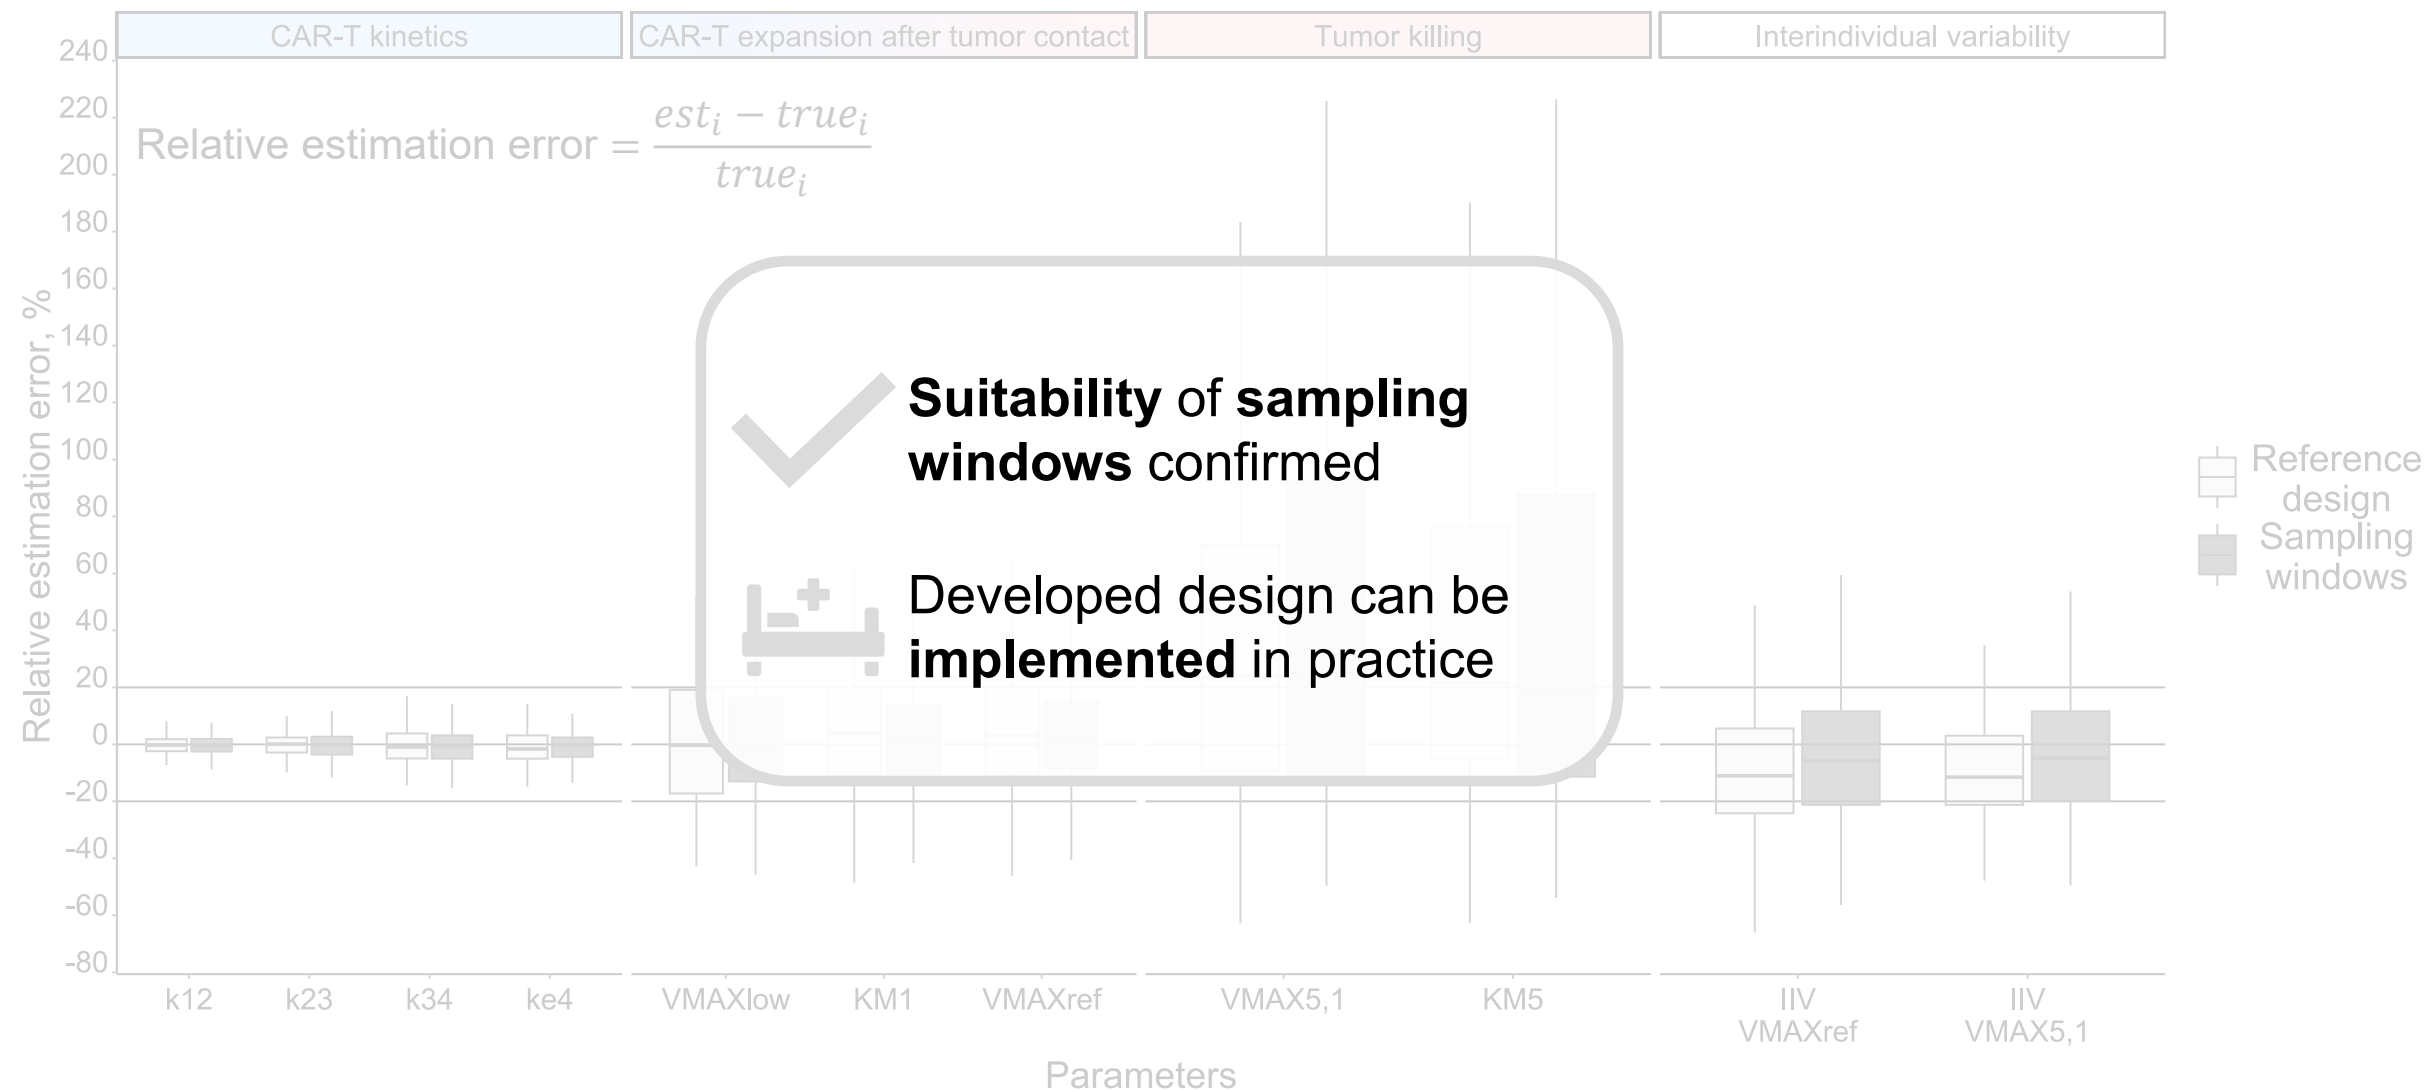 CAR-T kinetics
CAR-T expansion after tumor contact
Tumor killing
Interindividual variability
240
220
200
180
160
140
120
100
80
60
40
20
0
-20
-40
-60
-80
Relative estimation error, %
Relative estimation error = (est_i − true_i) / true_i
Suitability of sampling
windows confirmed
Developed design can be
implemented in practice
Reference
design
Sampling
windows
k12
k23
k34
ke4
VMAXlow
KM1
VMAXref
VMAX5,1
KM5
IIV
VMAXref
IIV
VMAX5,1
Parameters